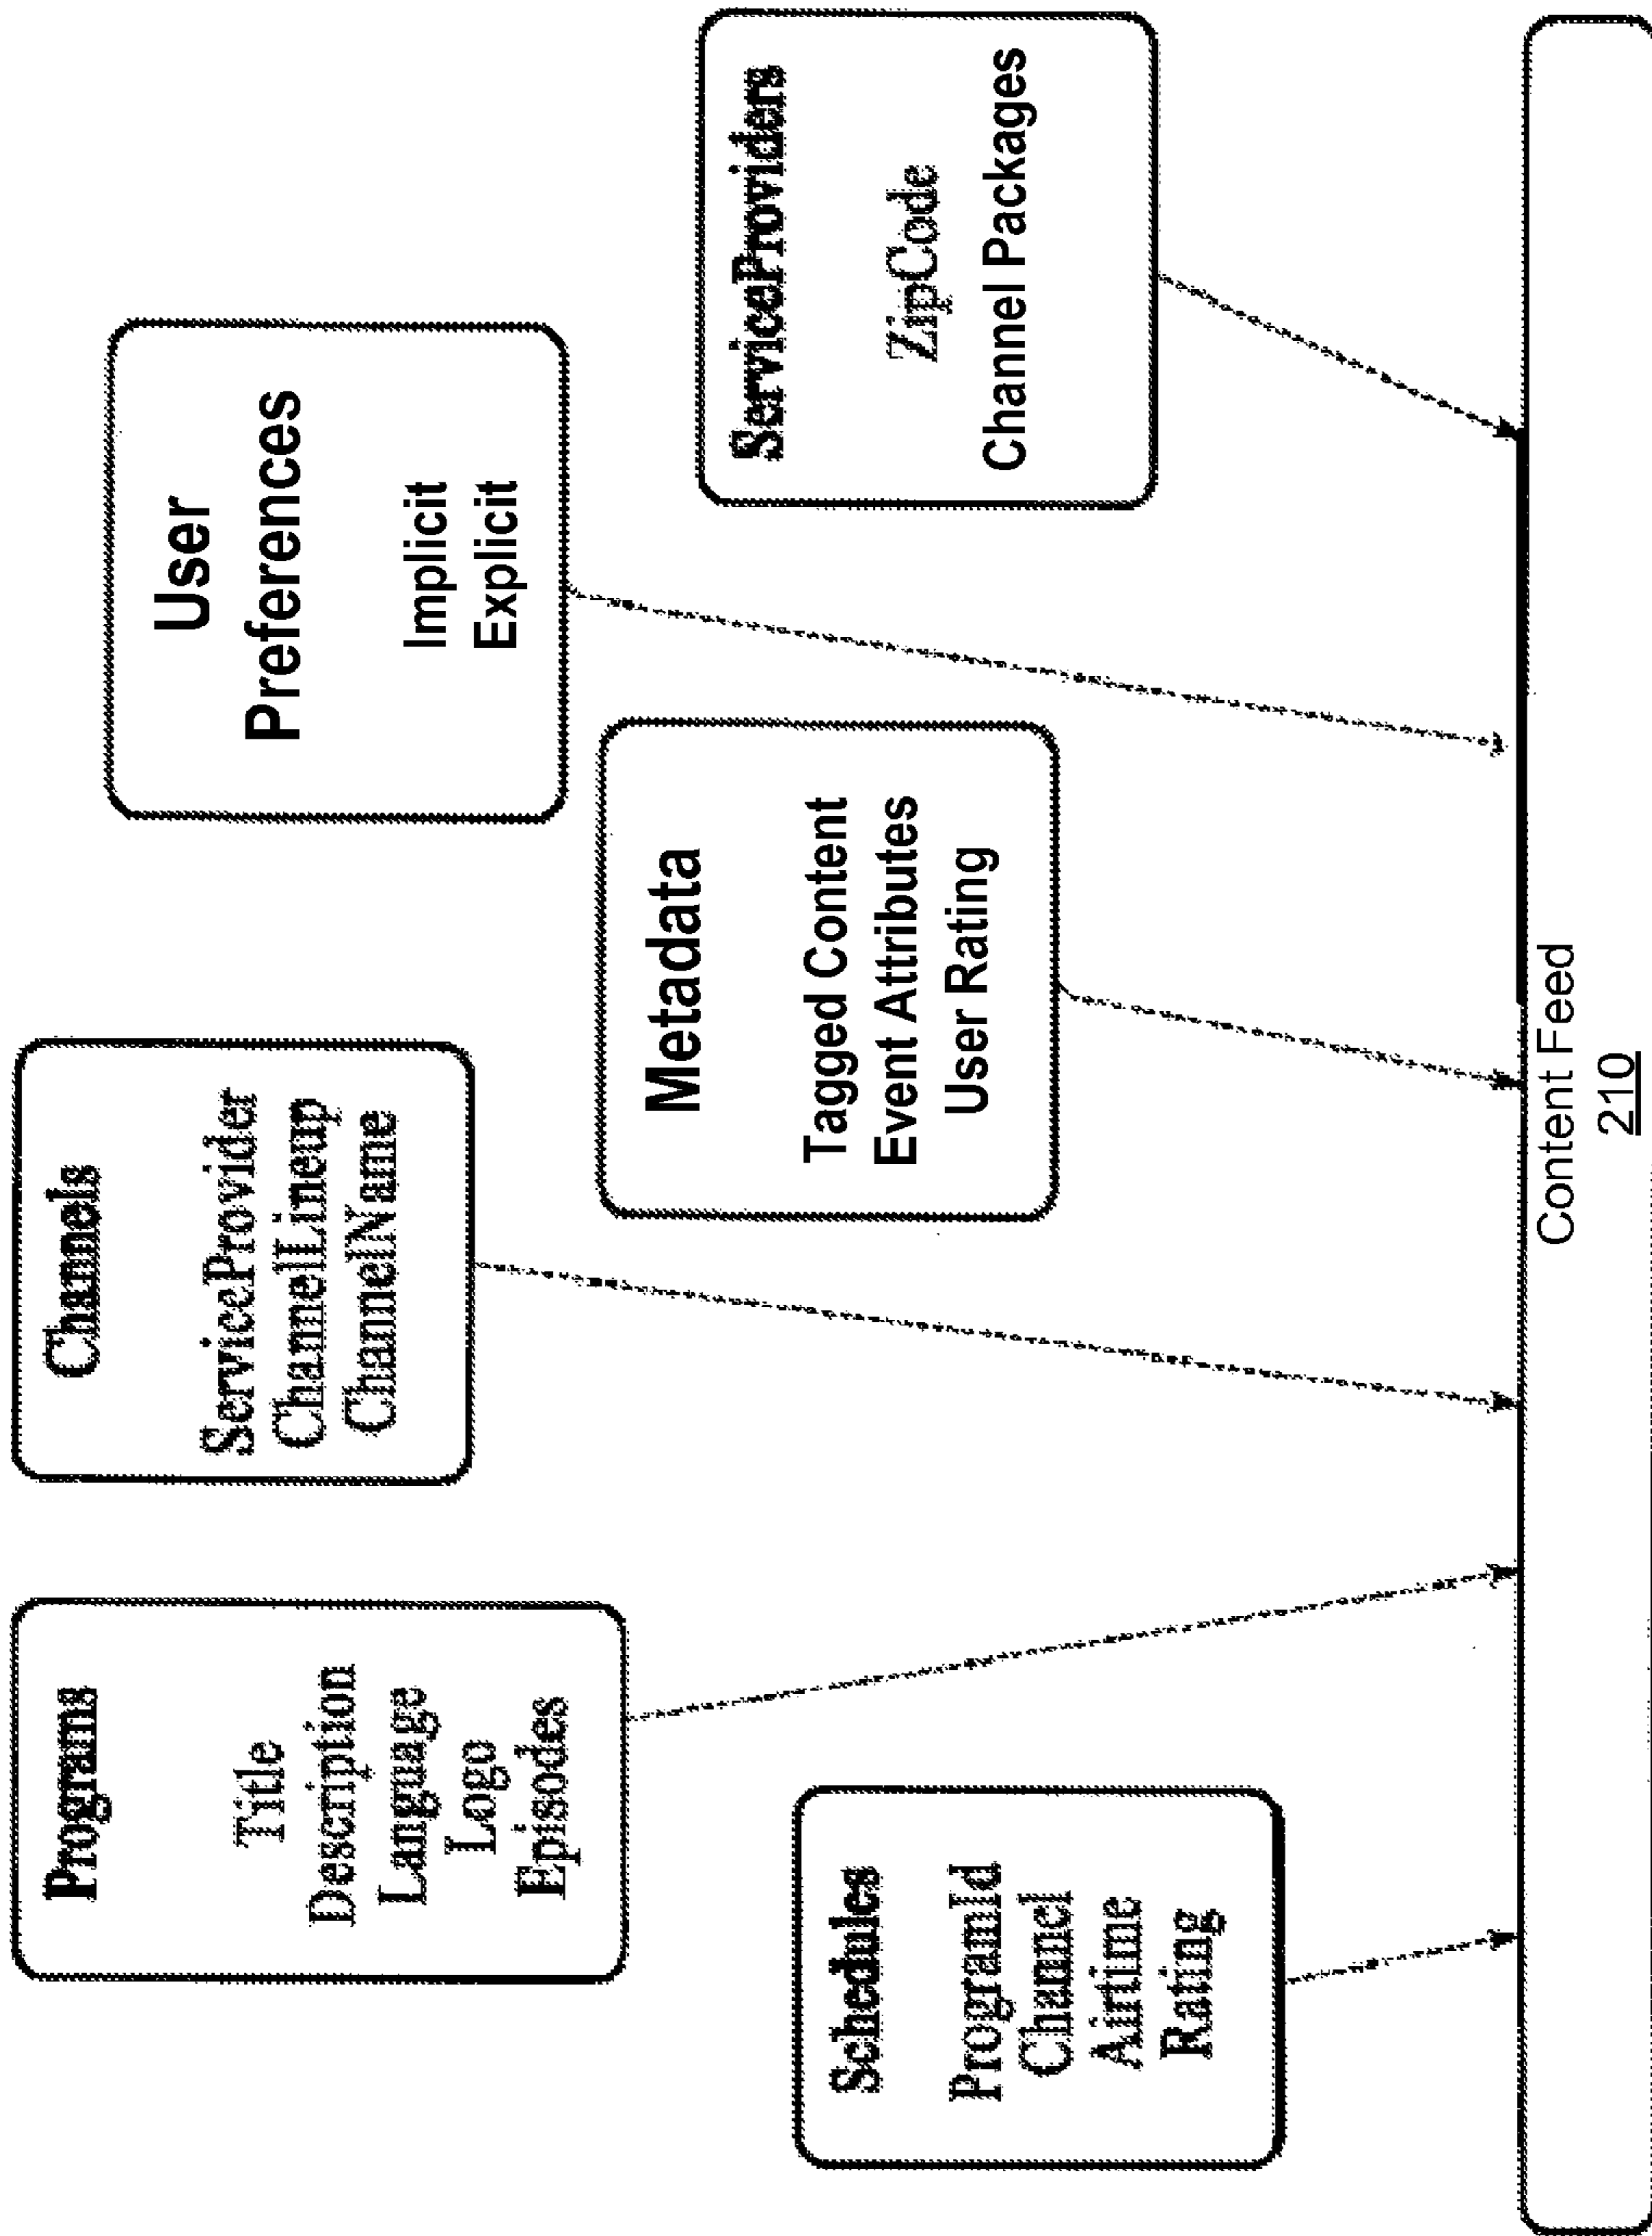 Programs
Title
Description
Language
Logo
Episodes
Channels
ServiceProvider
ChannelLineup
ChannelName
User
Preferences
Implicit
Explicit
Schedules
ProgramId
Channel
Airtime
Rating
Metadata
Tagged Content
Event Attributes
User Rating
ServiceProviders
ZipCode
Channel Packages
Content Feed
210